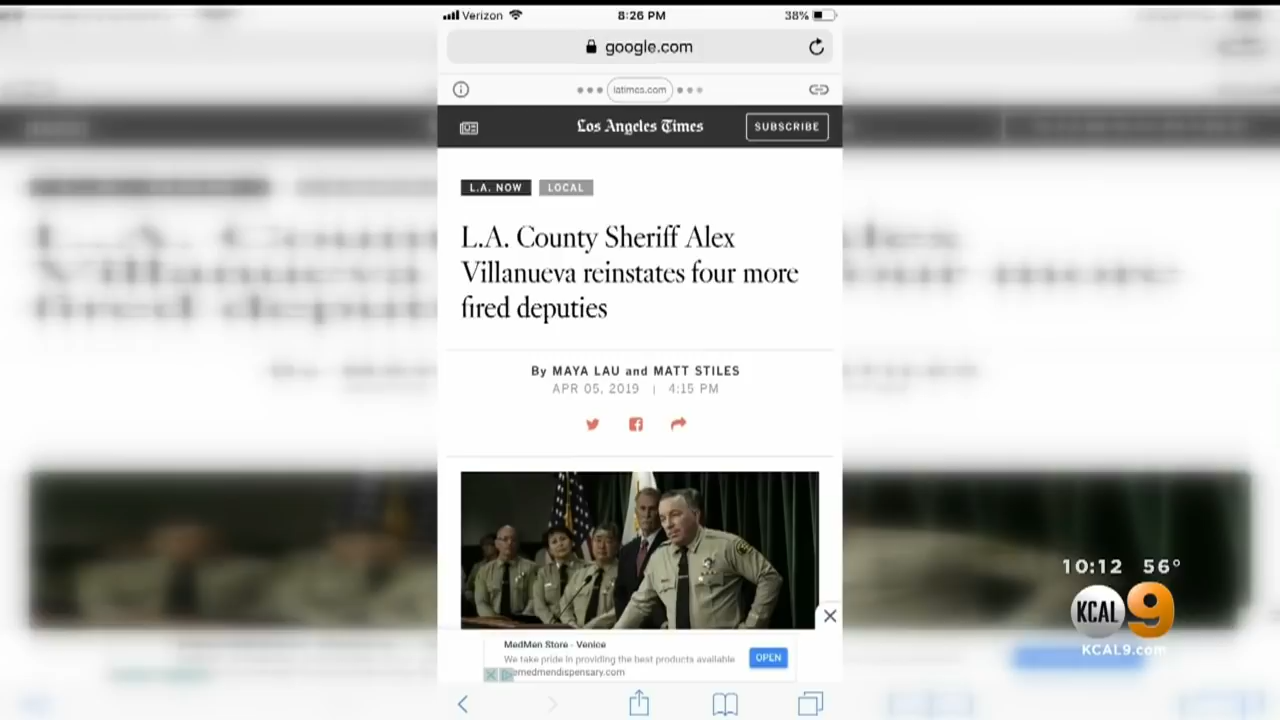 Verizon 8:26 PM 38%
google.com
latimes.com
Los Angeles Times SUBSCRIBE
L.A. NOW LOCAL
L.A. County Sheriff Alex
Villanueva reinstates four more
fired deputies
By MAYA LAU and MATT STILES
APR 05, 2019 | 4:15 PM
MedMen Store - Venice
We take pride in providing the best products available
medmendispensary.com
OPEN
10:12 56°
KCAL 9
KCAL9.com